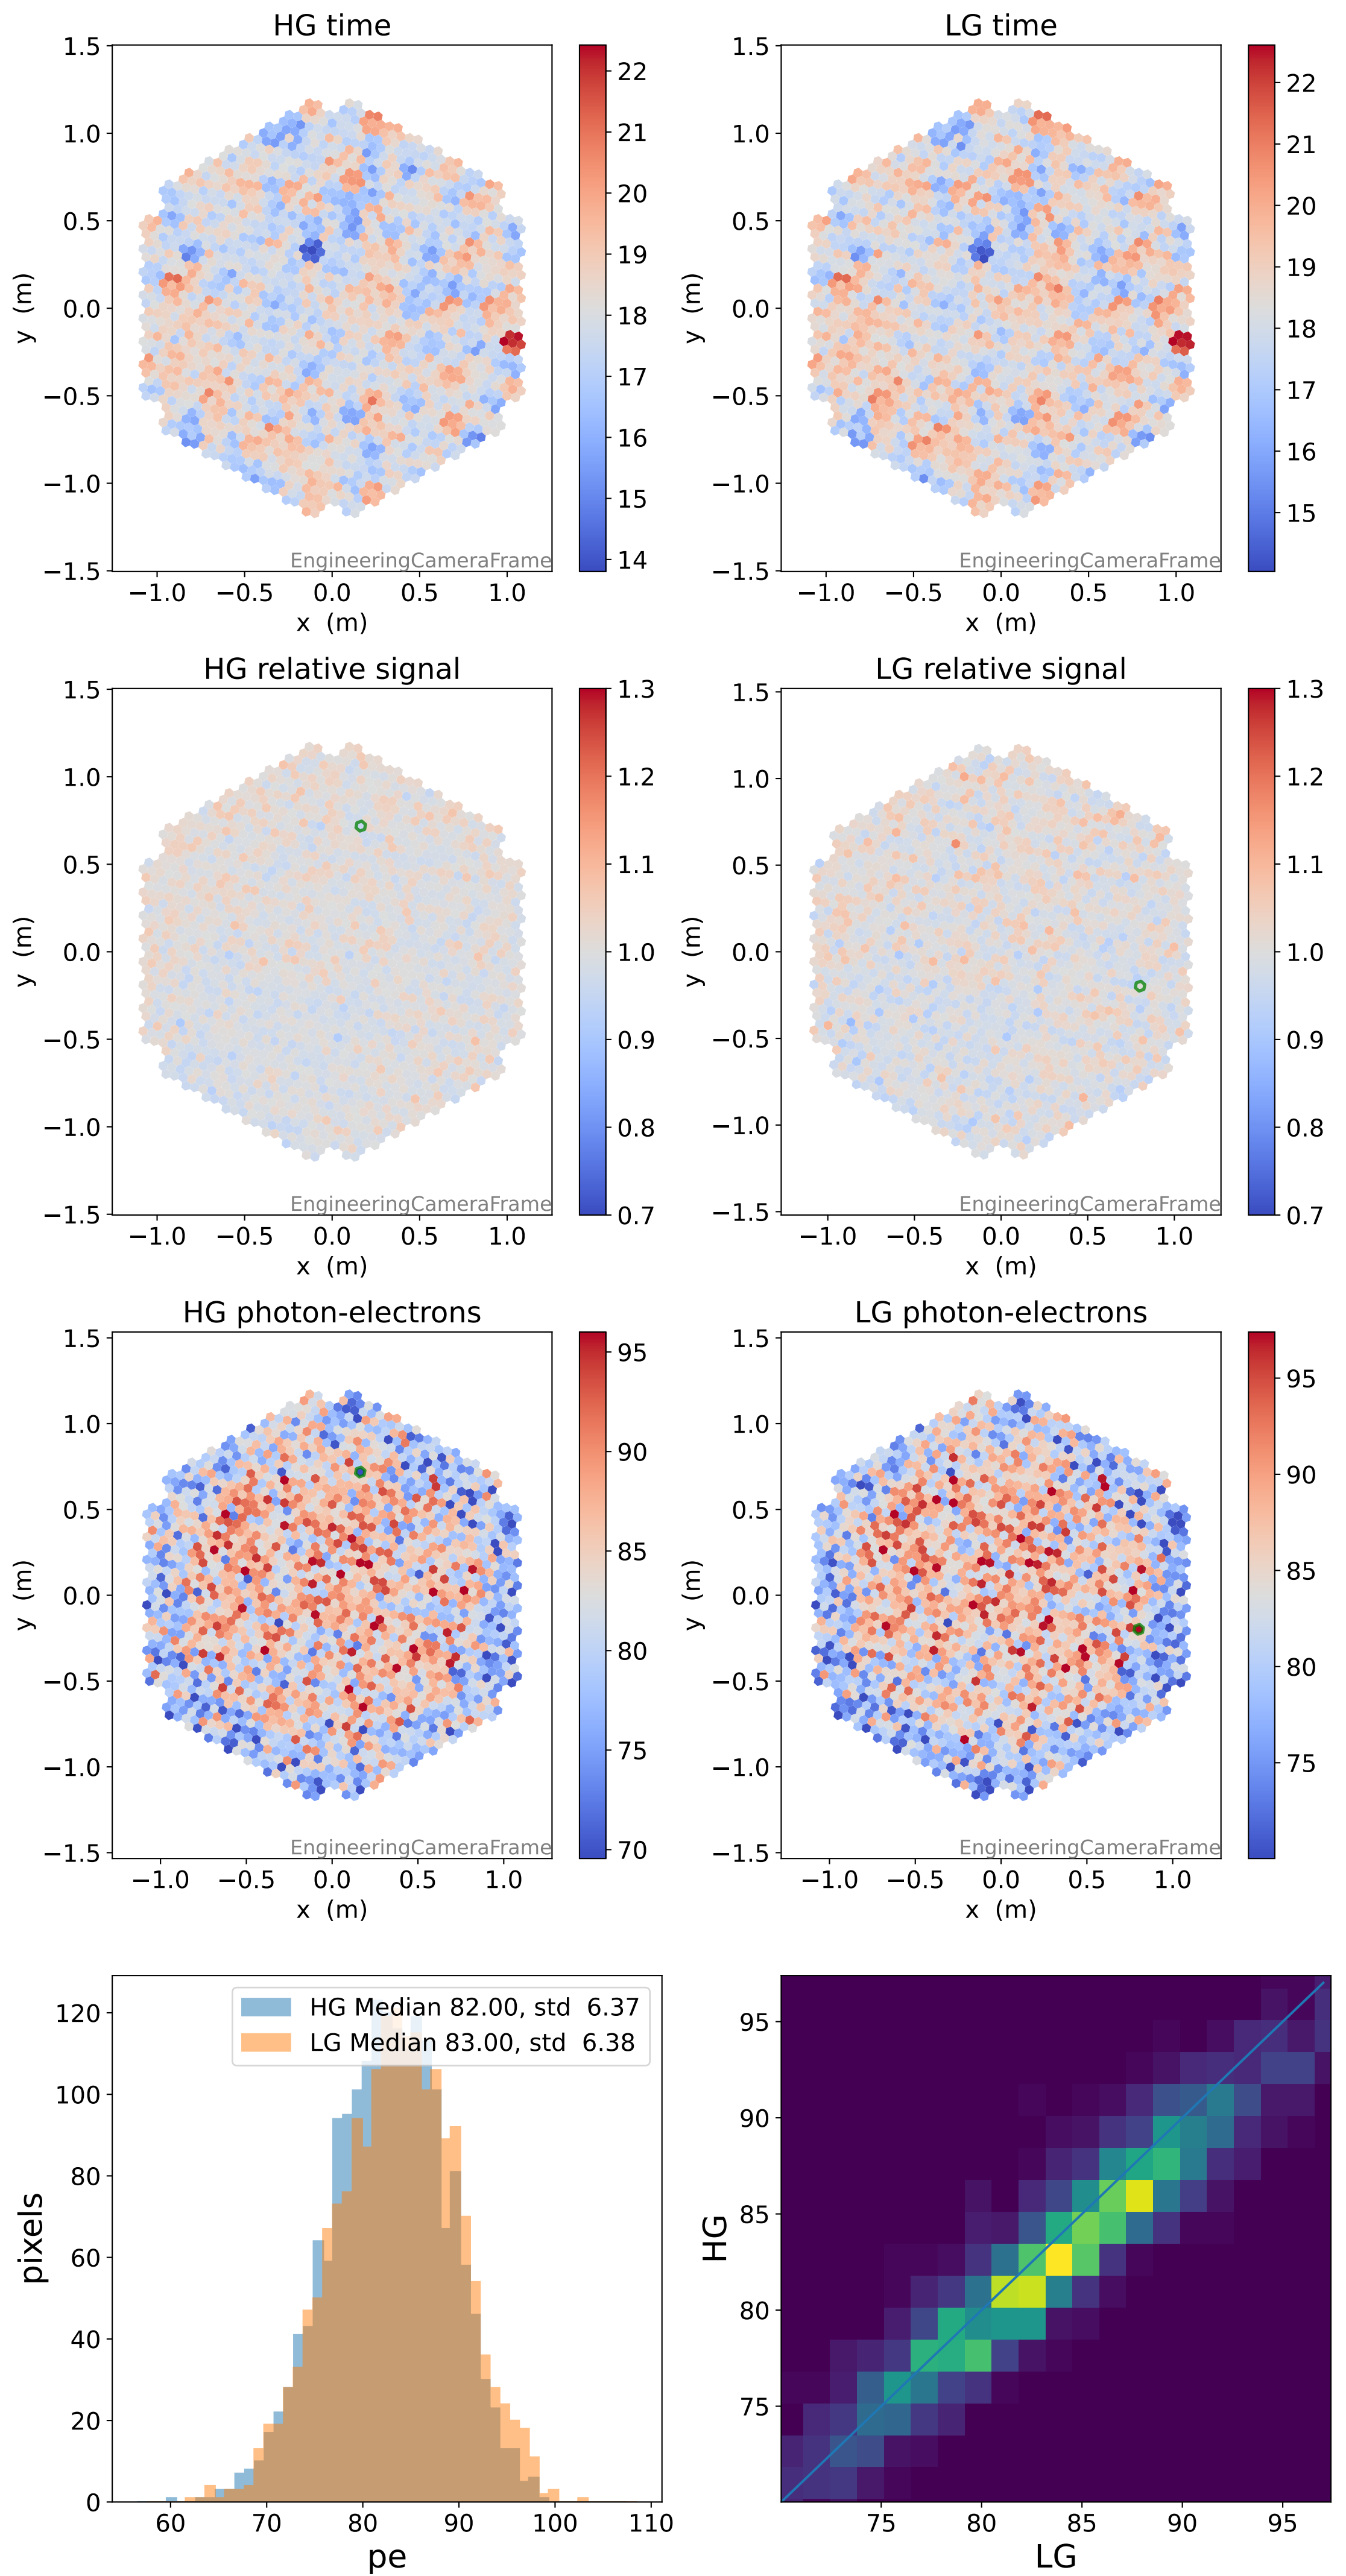 HG time
LG time
1.5
1.0
0.5
0.0
−0.5
−1.0
−1.5
y (m)
−1.0 −0.5 0.0 0.5 1.0
x (m)
EngineeringCameraFrame
22
21
20
19
18
17
16
15
14
1.5
1.0
0.5
0.0
−0.5
−1.0
−1.5
y (m)
−1.0 −0.5 0.0 0.5 1.0
x (m)
EngineeringCameraFrame
22
21
20
19
18
17
16
15
HG relative signal
LG relative signal
1.5
1.0
0.5
0.0
−0.5
−1.0
−1.5
y (m)
−1.0 −0.5 0.0 0.5 1.0
x (m)
EngineeringCameraFrame
1.3
1.2
1.1
1.0
0.9
0.8
0.7
1.5
1.0
0.5
0.0
−0.5
−1.0
−1.5
y (m)
−1.0 −0.5 0.0 0.5 1.0
x (m)
EngineeringCameraFrame
1.3
1.2
1.1
1.0
0.9
0.8
0.7
HG photon-electrons
LG photon-electrons
1.5
1.0
0.5
0.0
−0.5
−1.0
−1.5
y (m)
−1.0 −0.5 0.0 0.5 1.0
x (m)
EngineeringCameraFrame
95
90
85
80
75
70
1.5
1.0
0.5
0.0
−0.5
−1.0
−1.5
y (m)
−1.0 −0.5 0.0 0.5 1.0
x (m)
EngineeringCameraFrame
95
90
85
80
75
HG Median 82.00, std 6.37
LG Median 83.00, std 6.38
120
100
80
60
40
20
0
pixels
60 70 80 90 100 110
pe
95
90
85
80
75
HG
75 80 85 90 95
LG